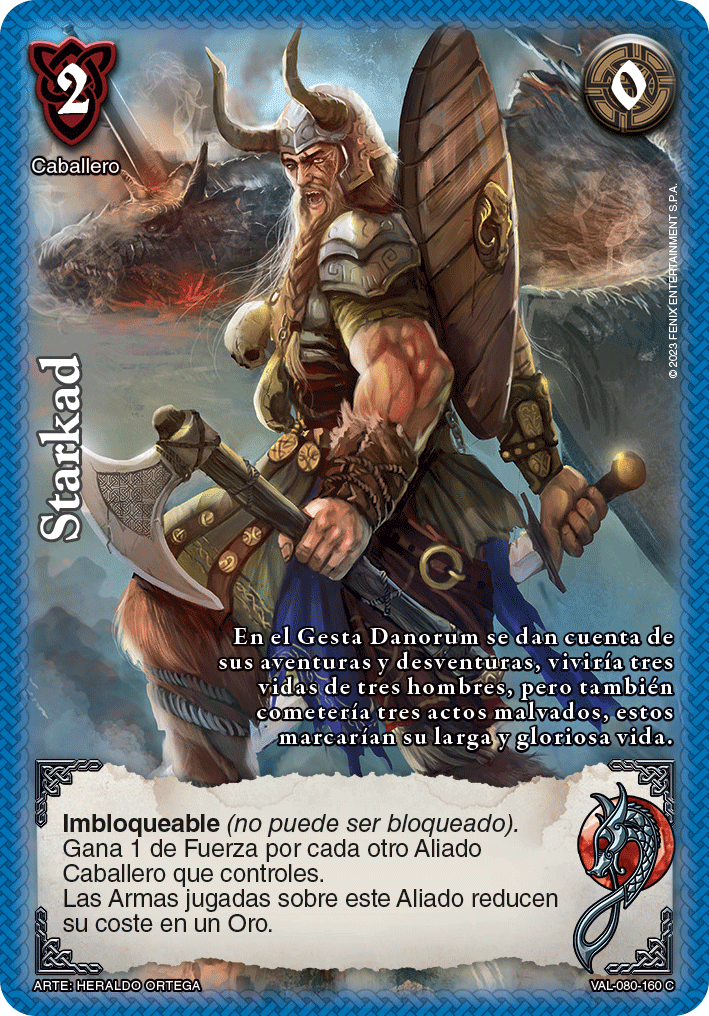 2
0
Caballero
© 2023 FENIX ENTERTAINMENT S.P.A.
Starkad
En el Gesta Danorum se dan cuenta de
sus aventuras y desventuras, viviría tres
vidas de tres hombres, pero también
cometería tres actos malvados, estos
marcarían su larga y gloriosa vida.
Imbloqueable (no puede ser bloqueado).
Gana 1 de Fuerza por cada otro Aliado
Caballero que controles.
Las Armas jugadas sobre este Aliado reducen
su coste en un Oro.
ARTE: HERALDO ORTEGA
VAL-080-160 C